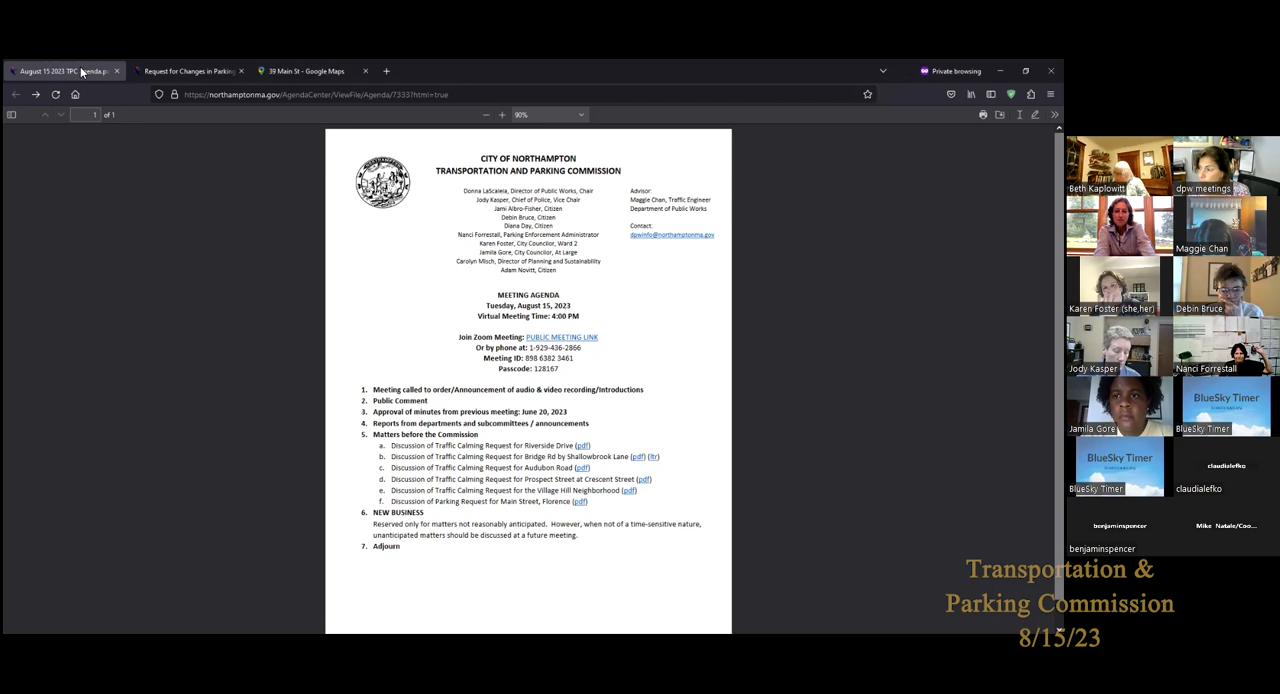 August 15 2023 TPC Agenda.pd
Request for Changes in Parking
39 Main St - Google Maps
Private browsing
https://northamptonma.gov/AgendaCenter/ViewFile/Agenda/7333?html=true
1 of 1
90%
CITY OF NORTHAMPTON
TRANSPORTATION AND PARKING COMMISSION
Donna LaScaleia, Director of Public Works, Chair
Jody Kasper, Chief of Police, Vice Chair
Jami Albro-Fisher, Citizen
Debin Bruce, Citizen
Diana Day, Citizen
Nanci Forrestall, Parking Enforcement Administrator
Karen Foster, City Councilor, Ward 2
Jamila Gore, City Councilor, At Large
Carolyn Misch, Director of Planning and Sustainability
Adam Novitt, Citizen
Advisor:
Maggie Chan, Traffic Engineer
Department of Public Works
Contact:
dpwinfo@northamptonma.gov
MEETING AGENDA
Tuesday, August 15, 2023
Virtual Meeting Time: 4:00 PM
Join Zoom Meeting: PUBLIC MEETING LINK
Or by phone at: 1-929-436-2866
Meeting ID: 898 6382 3461
Passcode: 128167
1. Meeting called to order/Announcement of audio & video recording/Introductions
2. Public Comment
3. Approval of minutes from previous meeting: June 20, 2023
4. Reports from departments and subcommittees / announcements
5. Matters before the Commission
a. Discussion of Traffic Calming Request for Riverside Drive (pdf)
b. Discussion of Traffic Calming Request for Bridge Rd by Shallowbrook Lane (pdf) (ltr)
c. Discussion of Traffic Calming Request for Audubon Road (pdf)
d. Discussion of Traffic Calming Request for Prospect Street at Crescent Street (pdf)
e. Discussion of Traffic Calming Request for the Village Hill Neighborhood (pdf)
f. Discussion of Parking Request for Main Street, Florence (pdf)
6. NEW BUSINESS
Reserved only for matters not reasonably anticipated. However, when not of a time-sensitive nature,
unanticipated matters should be discussed at a future meeting.
7. Adjourn
Beth Kaplowitt
dpw meetings
Maggie Chan
Karen Foster (she,her)
Debin Bruce
Jody Kasper
Nanci Forrestall
Jamila Gore
BlueSky Timer
BlueSky Timer
BlueSky Timer
BlueSky Timer
claudialefko
claudialefko
benjaminspencer
benjaminspencer
Mike Natale/Coo...
Transportation &
Parking Commission
8/15/23